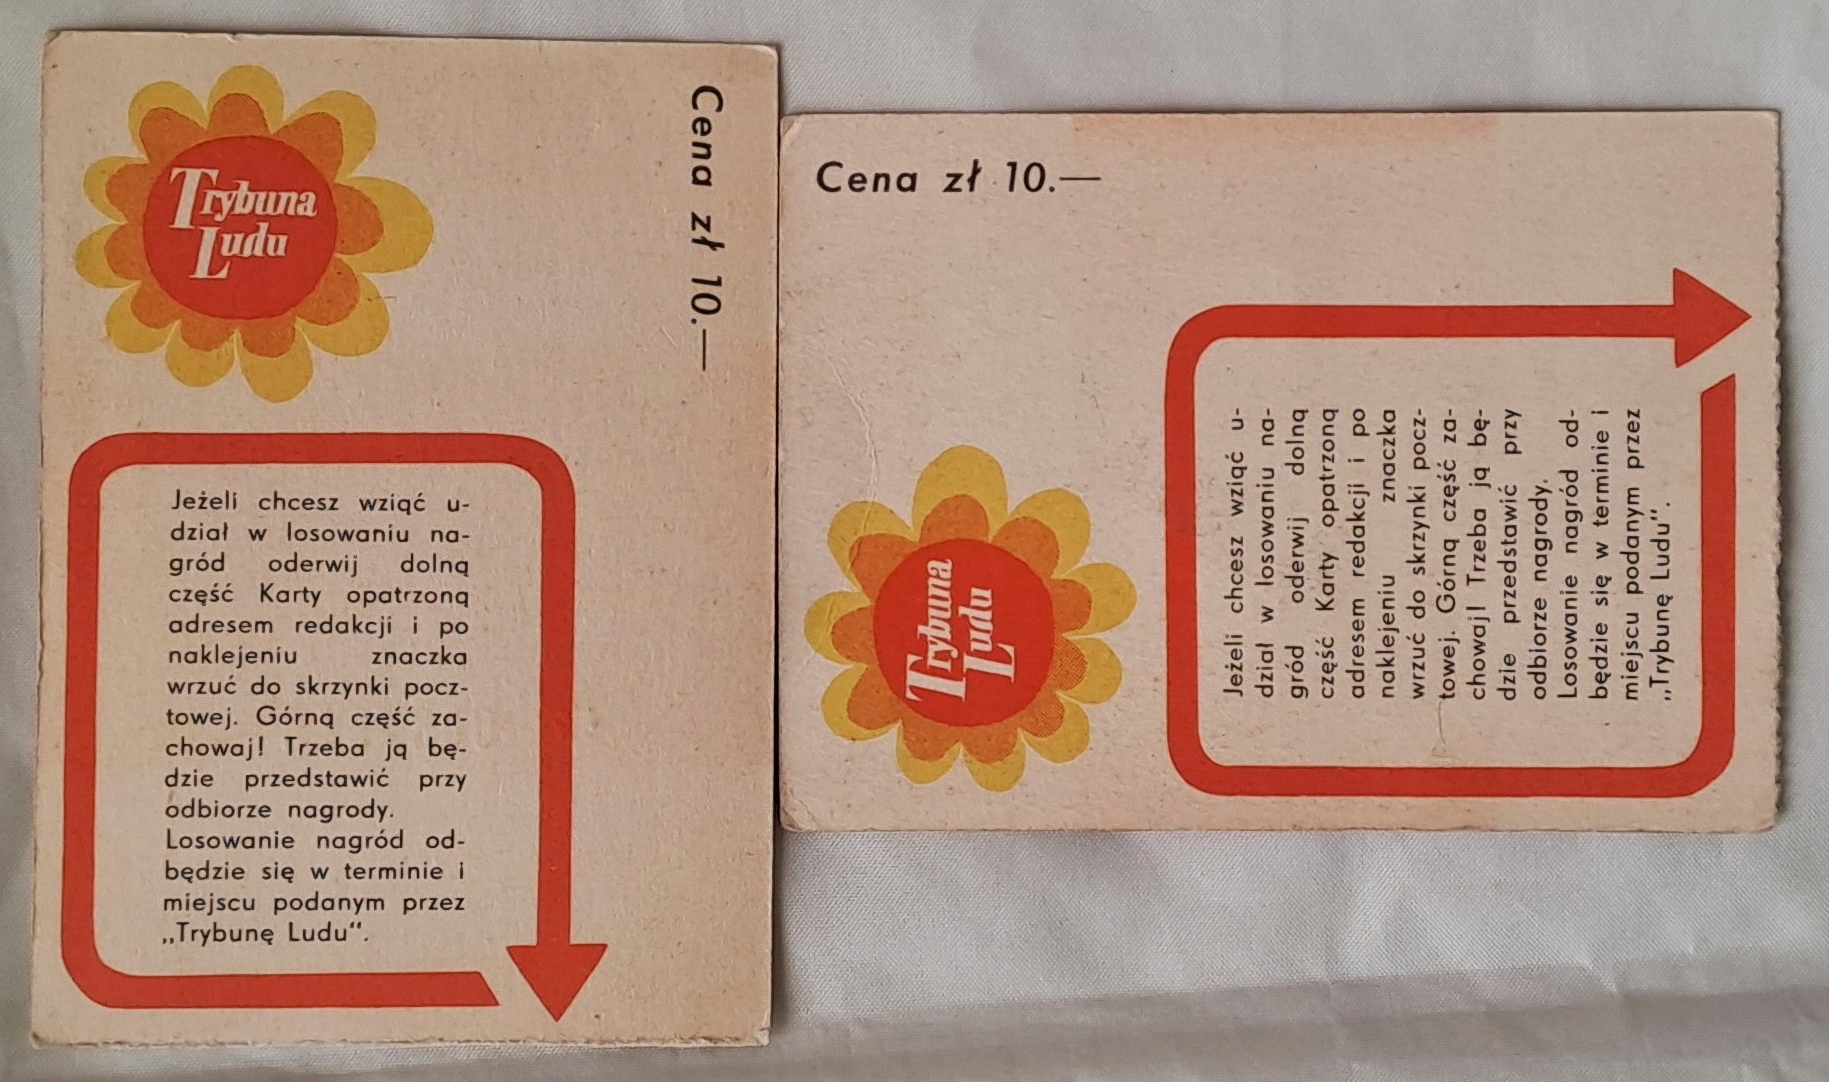 Trybuna
Ludu
Cena zł 10.—
Jeżeli chcesz wziąć u-
dział w losowaniu na-
gród oderwij dolną
część Karty opatrzoną
adresem redakcji i po
naklejeniu znaczka
wrzuć do skrzynki pocz-
towej. Górną część za-
chowaj! Trzeba ją bę-
dzie przedstawić przy
odbiorze nagrody.
Losowanie nagród od-
będzie się w terminie i
miejscu podanym przez
„Trybunę Ludu“.
Cena zł 10.—
Trybuna
Ludu
Jeżeli chcesz wziąć u-
dział w losowaniu na-
gród oderwij dolną
część Karty opatrzoną
adresem redakcji i po
naklejeniu znaczka
wrzuć do skrzynki pocz-
towej. Górną część za-
chowaj! Trzeba ją bę-
dzie przedstawić przy
odbiorze nagrody.
Losowanie nagród od-
będzie się w terminie i
miejscu podanym przez
„Trybunę Ludu“.